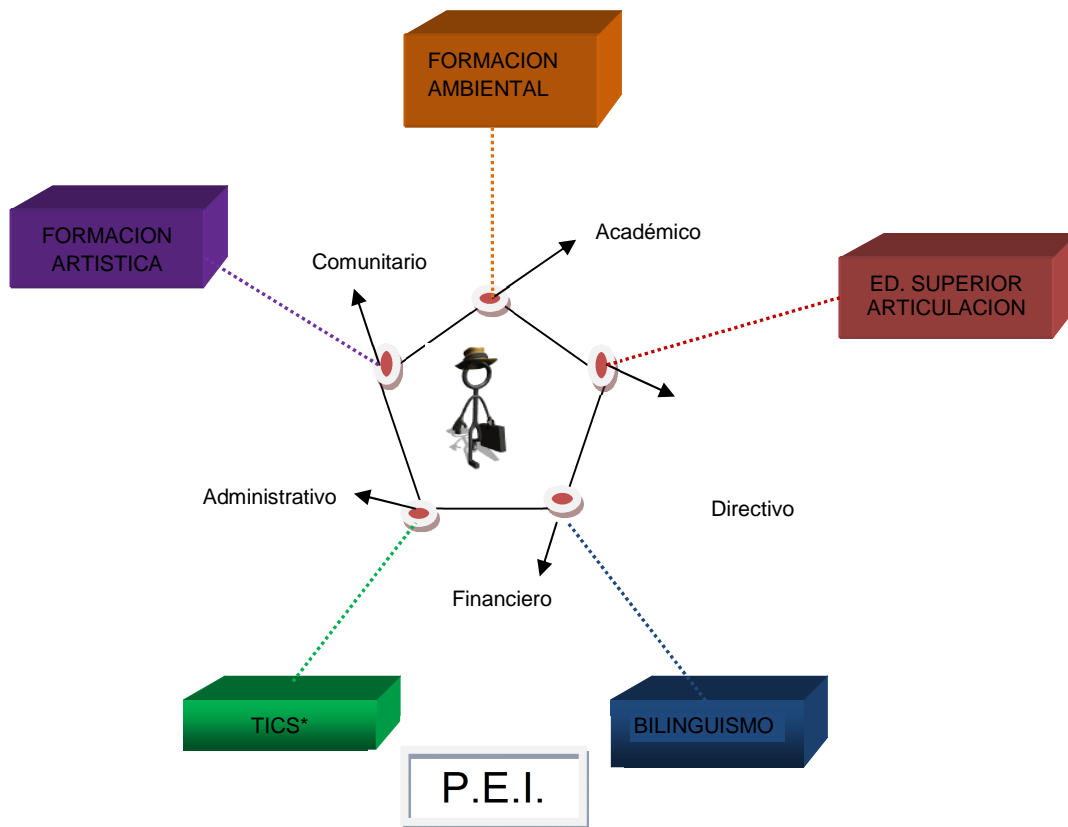 FORMACION
AMBIENTAL
FORMACION
ARTISTICA
Académico
Comunitario
ED. SUPERIOR
ARTICULACION
Administrativo
Directivo
Financiero
TICS*
BILINGUISMO
P.E.I.